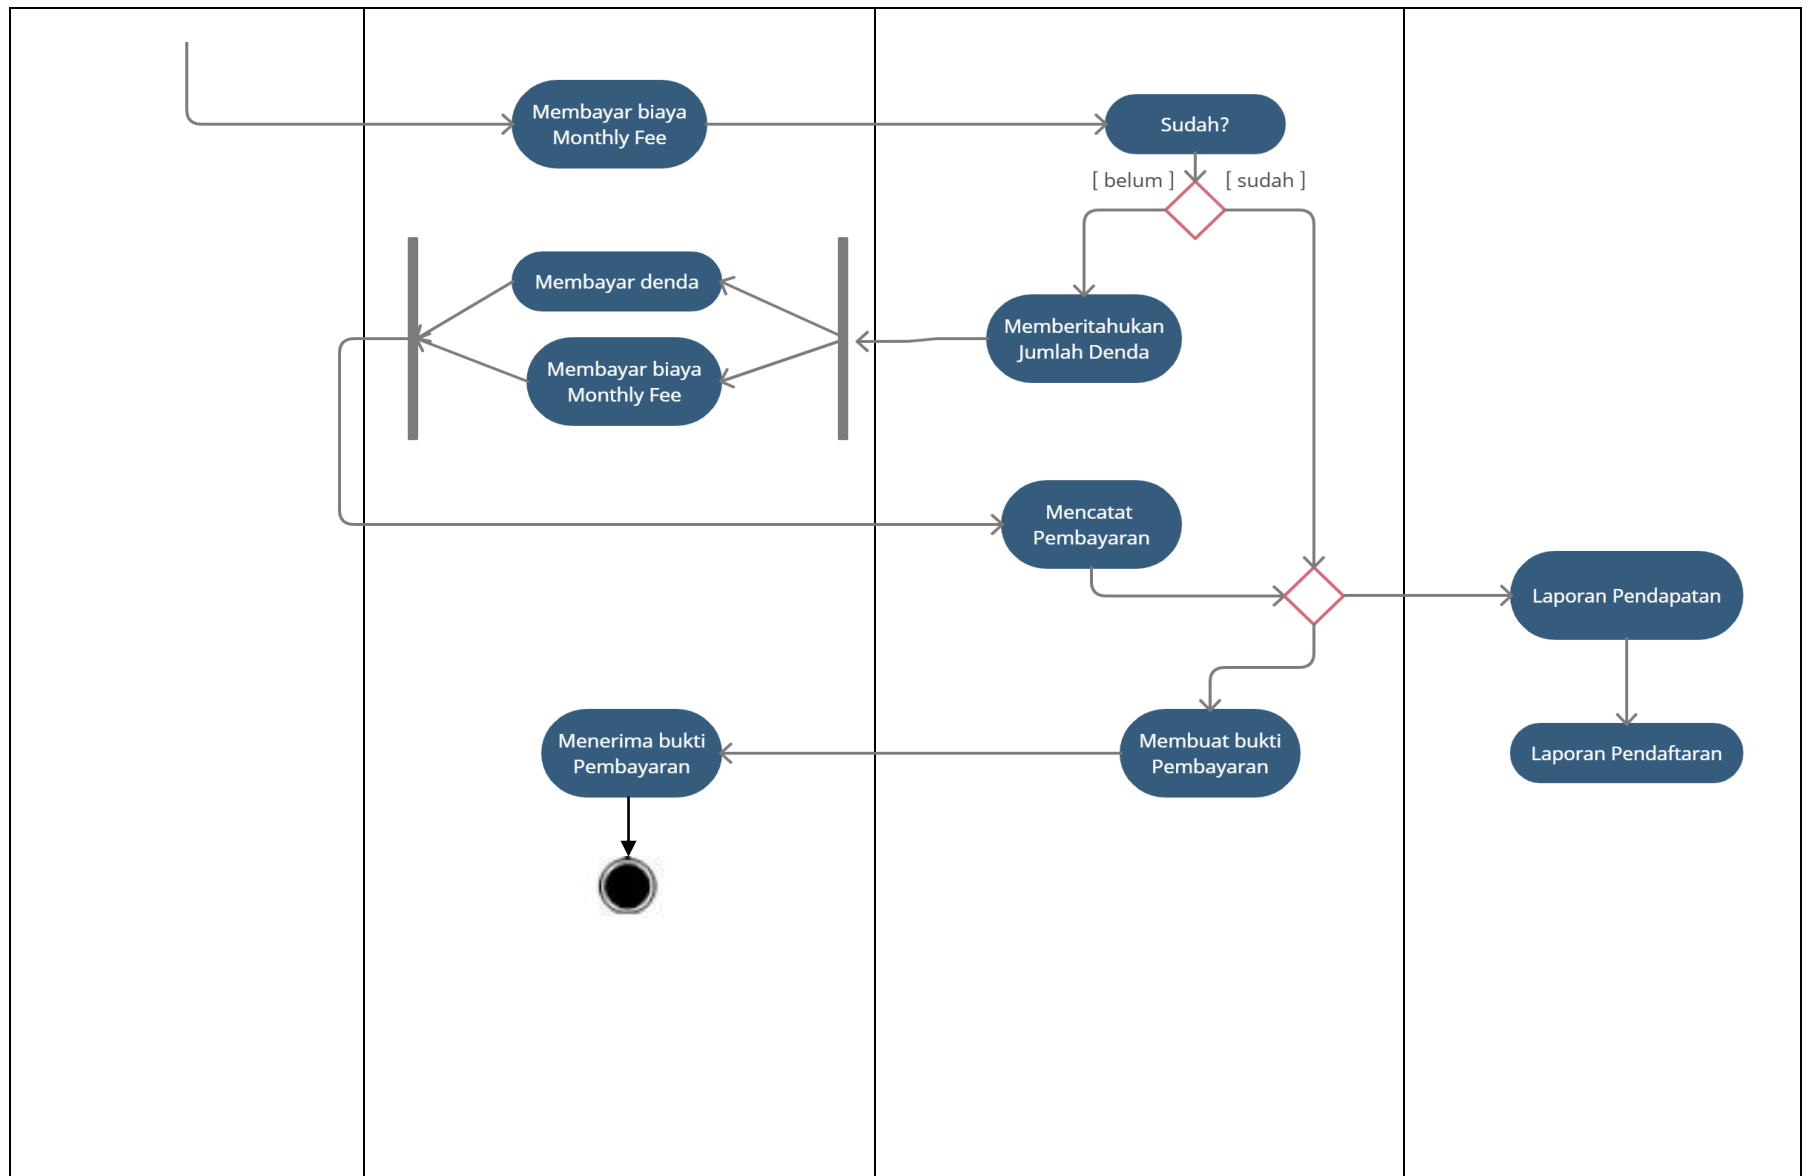 Membayar biaya
Monthly Fee
Sudah?
[ belum ]
[ sudah ]
Membayar denda
Memberitahukan
Jumlah Denda
Membayar biaya
Monthly Fee
Mencatat
Pembayaran
Laporan Pendapatan
Menerima bukti
Pembayaran
Membuat bukti
Pembayaran
Laporan Pendaftaran